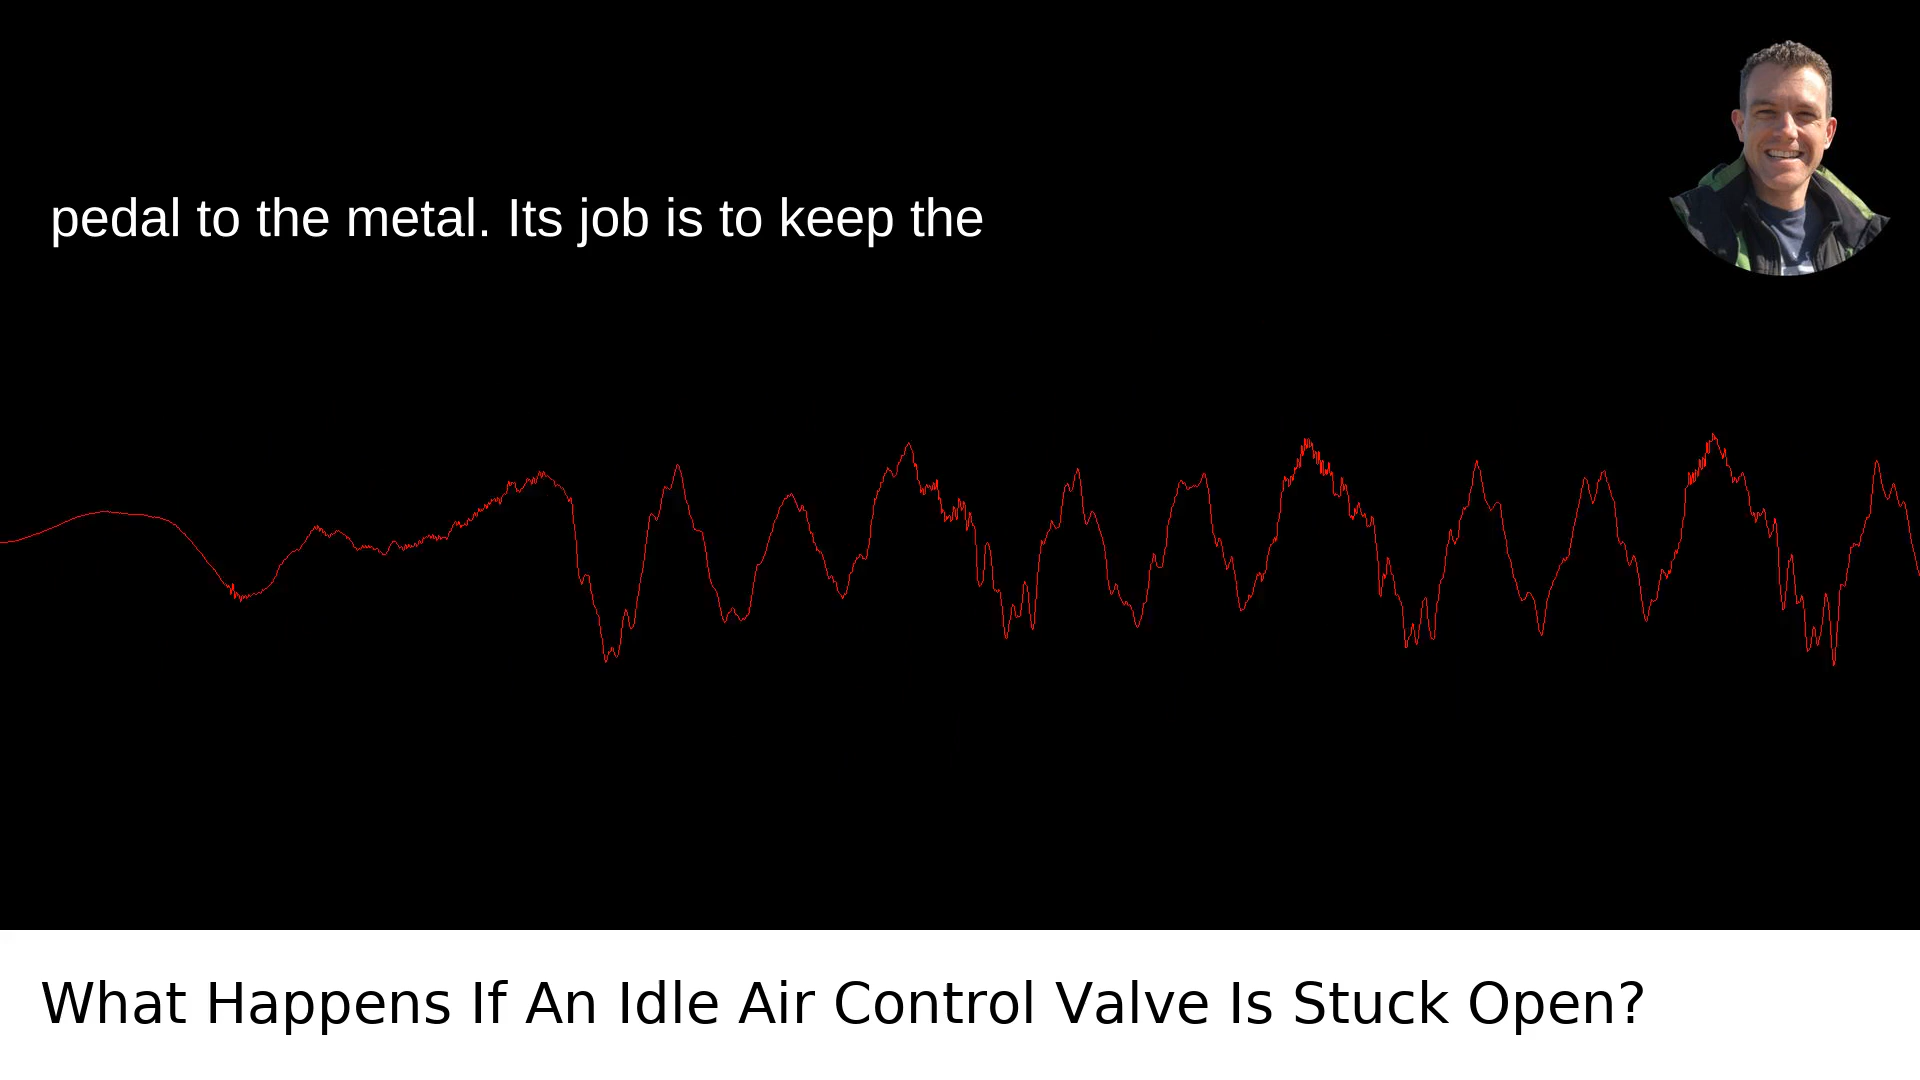 pedal to the metal. Its job is to keep the
What Happens If An Idle Air Control Valve Is Stuck Open?